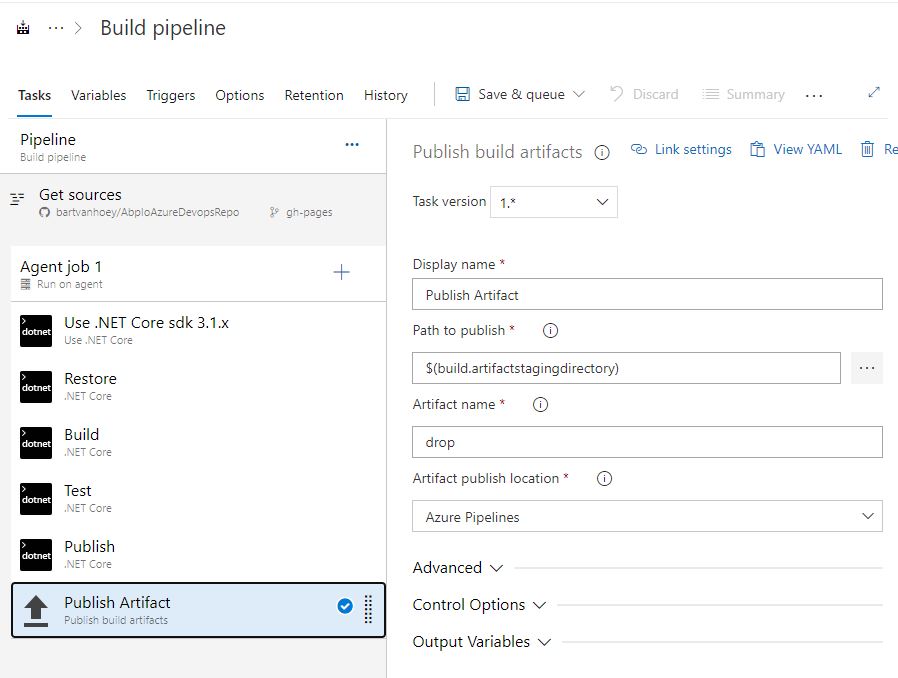 ··· > Build pipeline
Tasks Variables Triggers Options Retention History Save & queue Discard Summary ...
Pipeline ...
Build pipeline
Get sources
bartvanhoey/AbpIoAzureDevopsRepo gh-pages
Agent job 1 +
Run on agent
dotnet Use .NET Core sdk 3.1.x
Use .NET Core
dotnet Restore
.NET Core
dotnet Build
.NET Core
dotnet Test
.NET Core
dotnet Publish
.NET Core
Publish Artifact
Publish build artifacts
Publish build artifacts Link settings View YAML Re
Task version 1.*
Display name *
Publish Artifact
Path to publish *
$(build.artifactstagingdirectory) ...
Artifact name *
drop
Artifact publish location *
Azure Pipelines
Advanced
Control Options
Output Variables